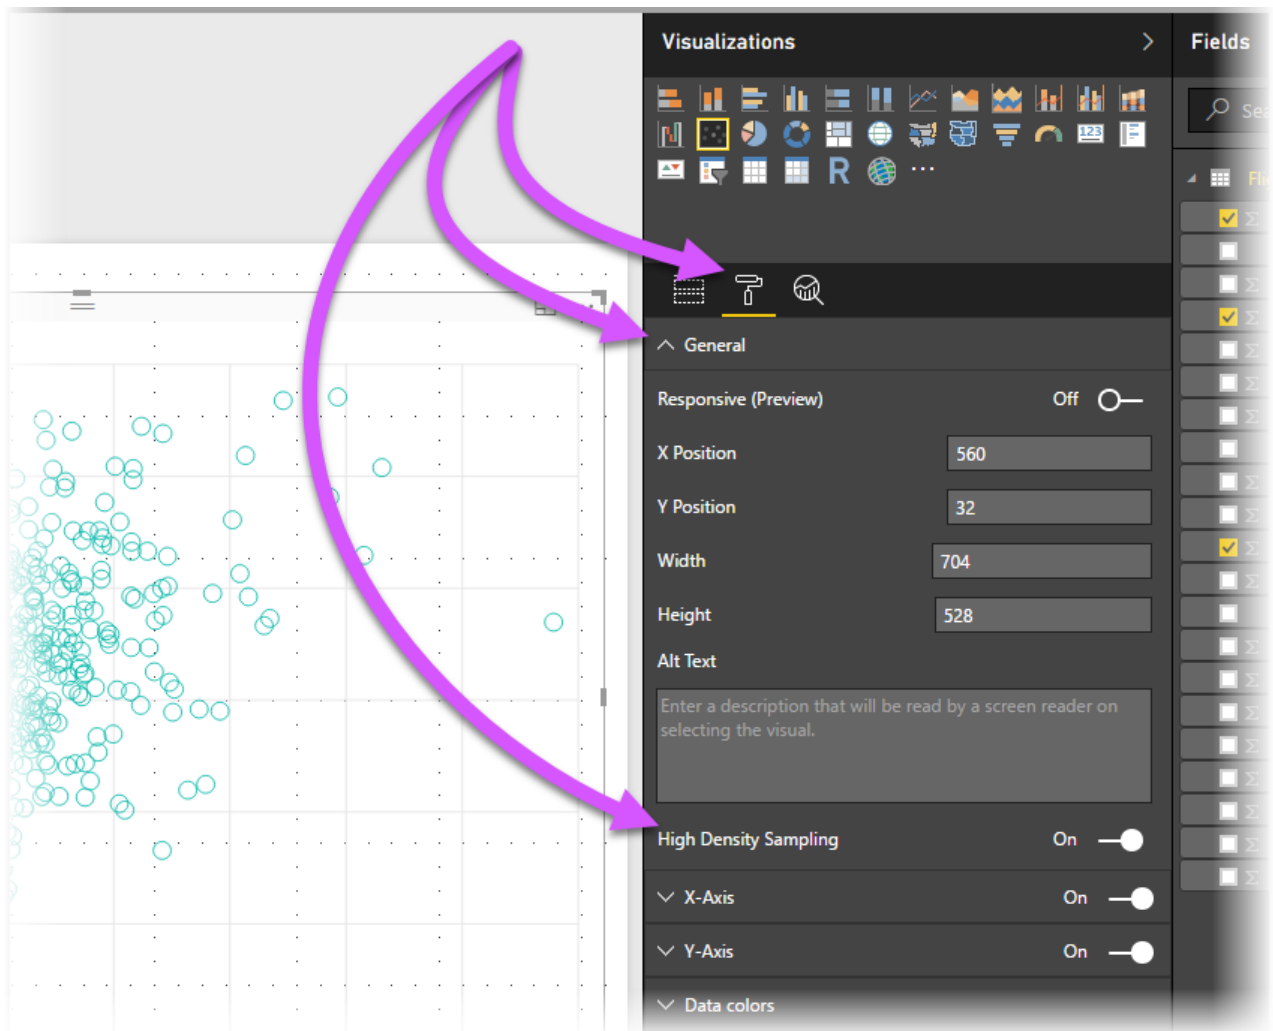 Visualizations
Fields
123
R
General
Responsive (Preview)
Off
X Position
560
Y Position
32
Width
704
Height
528
Alt Text
Enter a description that will be read by a screen reader on
selecting the visual.
High Density Sampling
On
X-Axis
On
Y-Axis
On
Data colors